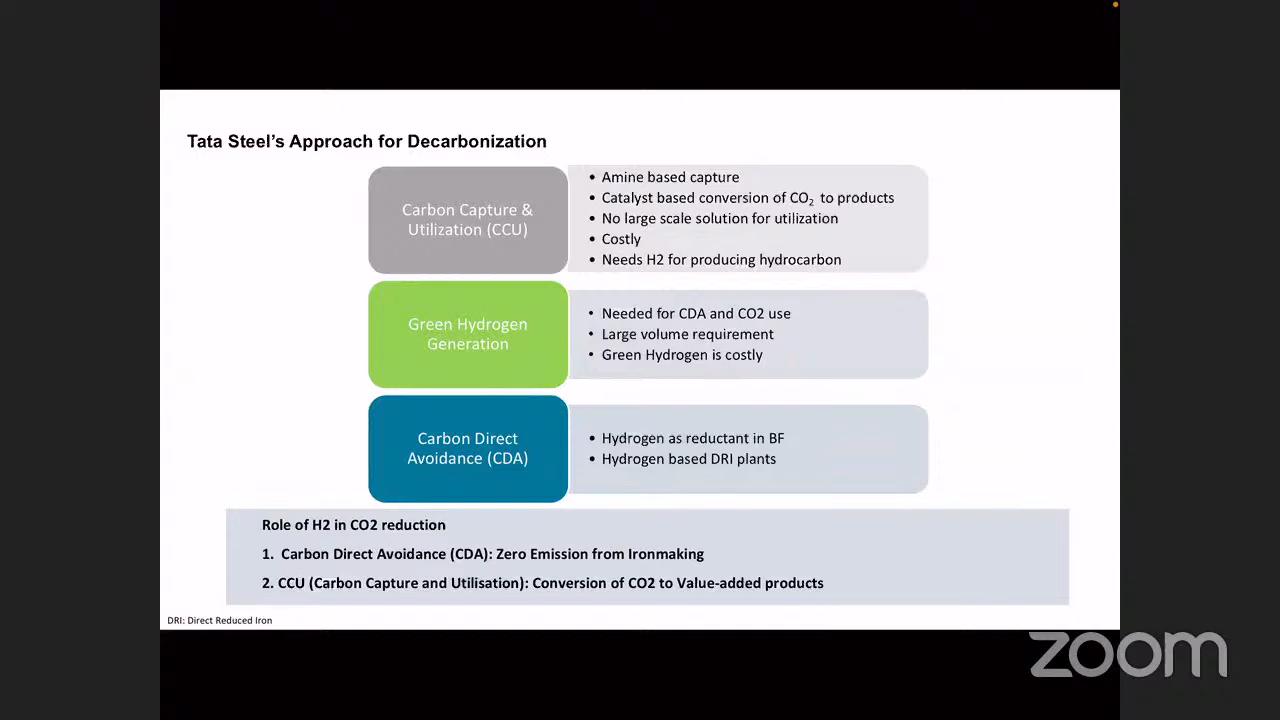 Tata Steel's Approach for Decarbonization
Carbon Capture &
Utilization (CCU)
• Amine based capture
• Catalyst based conversion of CO₂ to products
• No large scale solution for utilization
• Costly
• Needs H2 for producing hydrocarbon
Green Hydrogen
Generation
• Needed for CDA and CO2 use
• Large volume requirement
• Green Hydrogen is costly
Carbon Direct
Avoidance (CDA)
• Hydrogen as reductant in BF
• Hydrogen based DRI plants
Role of H2 in CO2 reduction
1. Carbon Direct Avoidance (CDA): Zero Emission from Ironmaking
2. CCU (Carbon Capture and Utilisation): Conversion of CO2 to Value-added products
DRI: Direct Reduced Iron
zoom